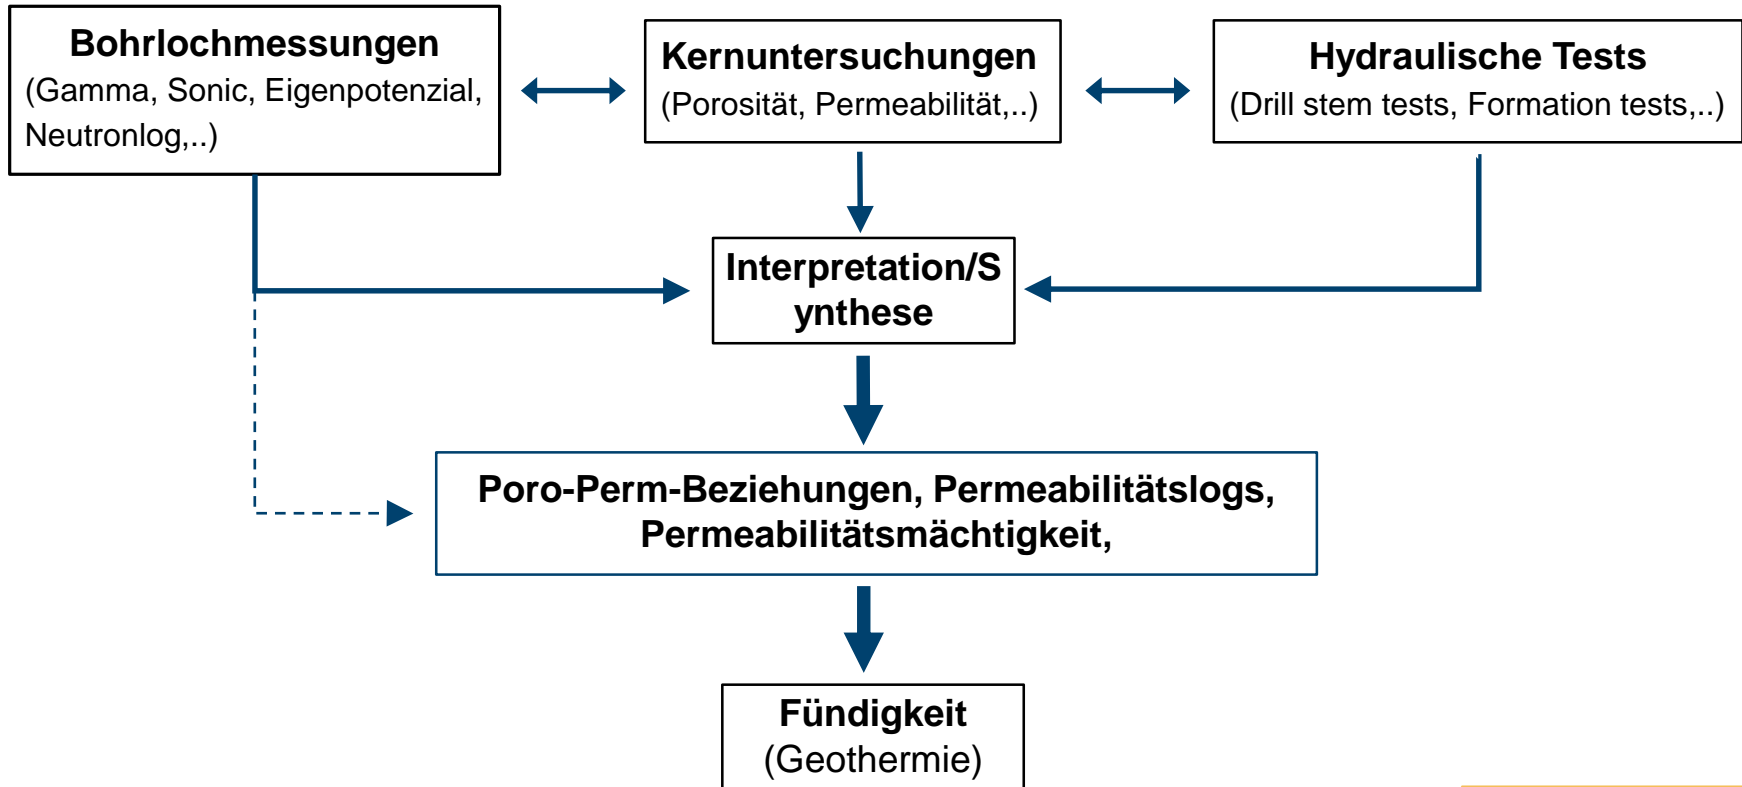 Bohrlochmessungen
(Gamma, Sonic, Eigenpotenzial,
Neutronlog,..)
Kernuntersuchungen
(Porosität, Permeabilität,..)
Hydraulische Tests
(Drill stem tests, Formation tests,..)
Interpretation/S
ynthese
Poro-Perm-Beziehungen, Permeabilitätslogs,
Permeabilitätsmächtigkeit,
Fündigkeit
(Geothermie)